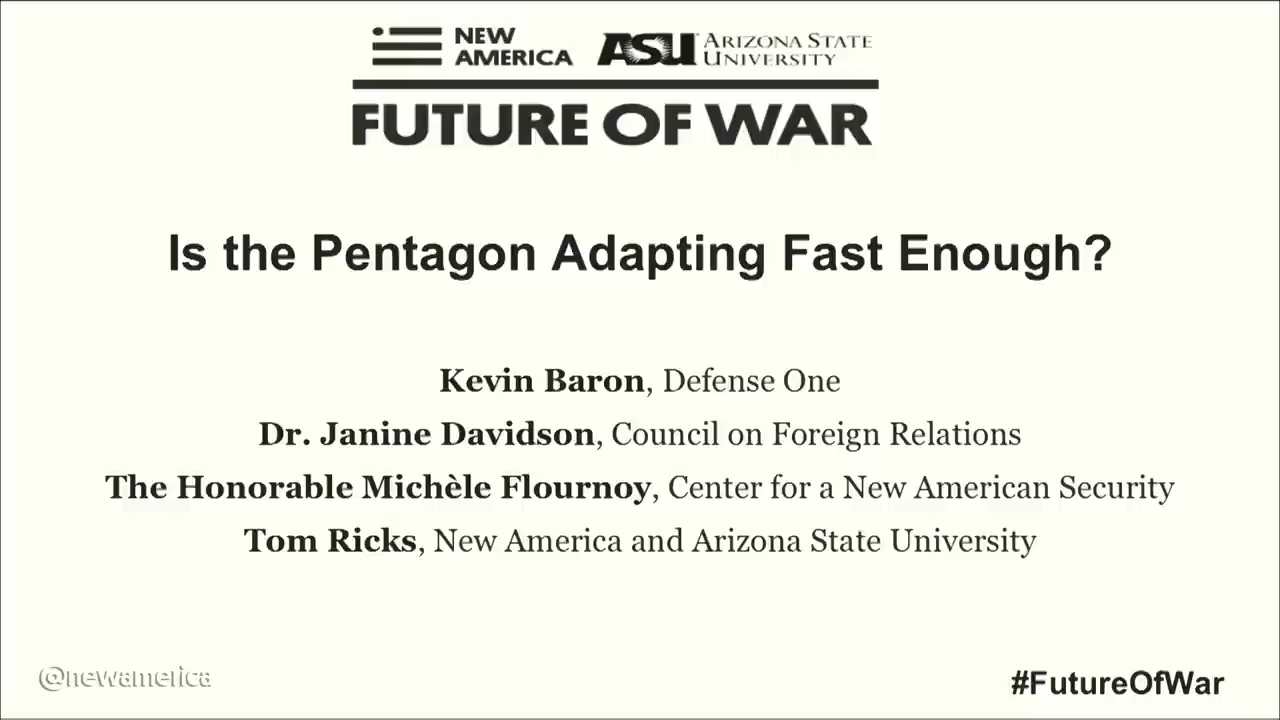 NEW AMERICA
ASU ARIZONA STATE UNIVERSITY
FUTURE OF WAR
Is the Pentagon Adapting Fast Enough?
Kevin Baron, Defense One
Dr. Janine Davidson, Council on Foreign Relations
The Honorable Michèle Flournoy, Center for a New American Security
Tom Ricks, New America and Arizona State University
@newamerica
#FutureOfWar